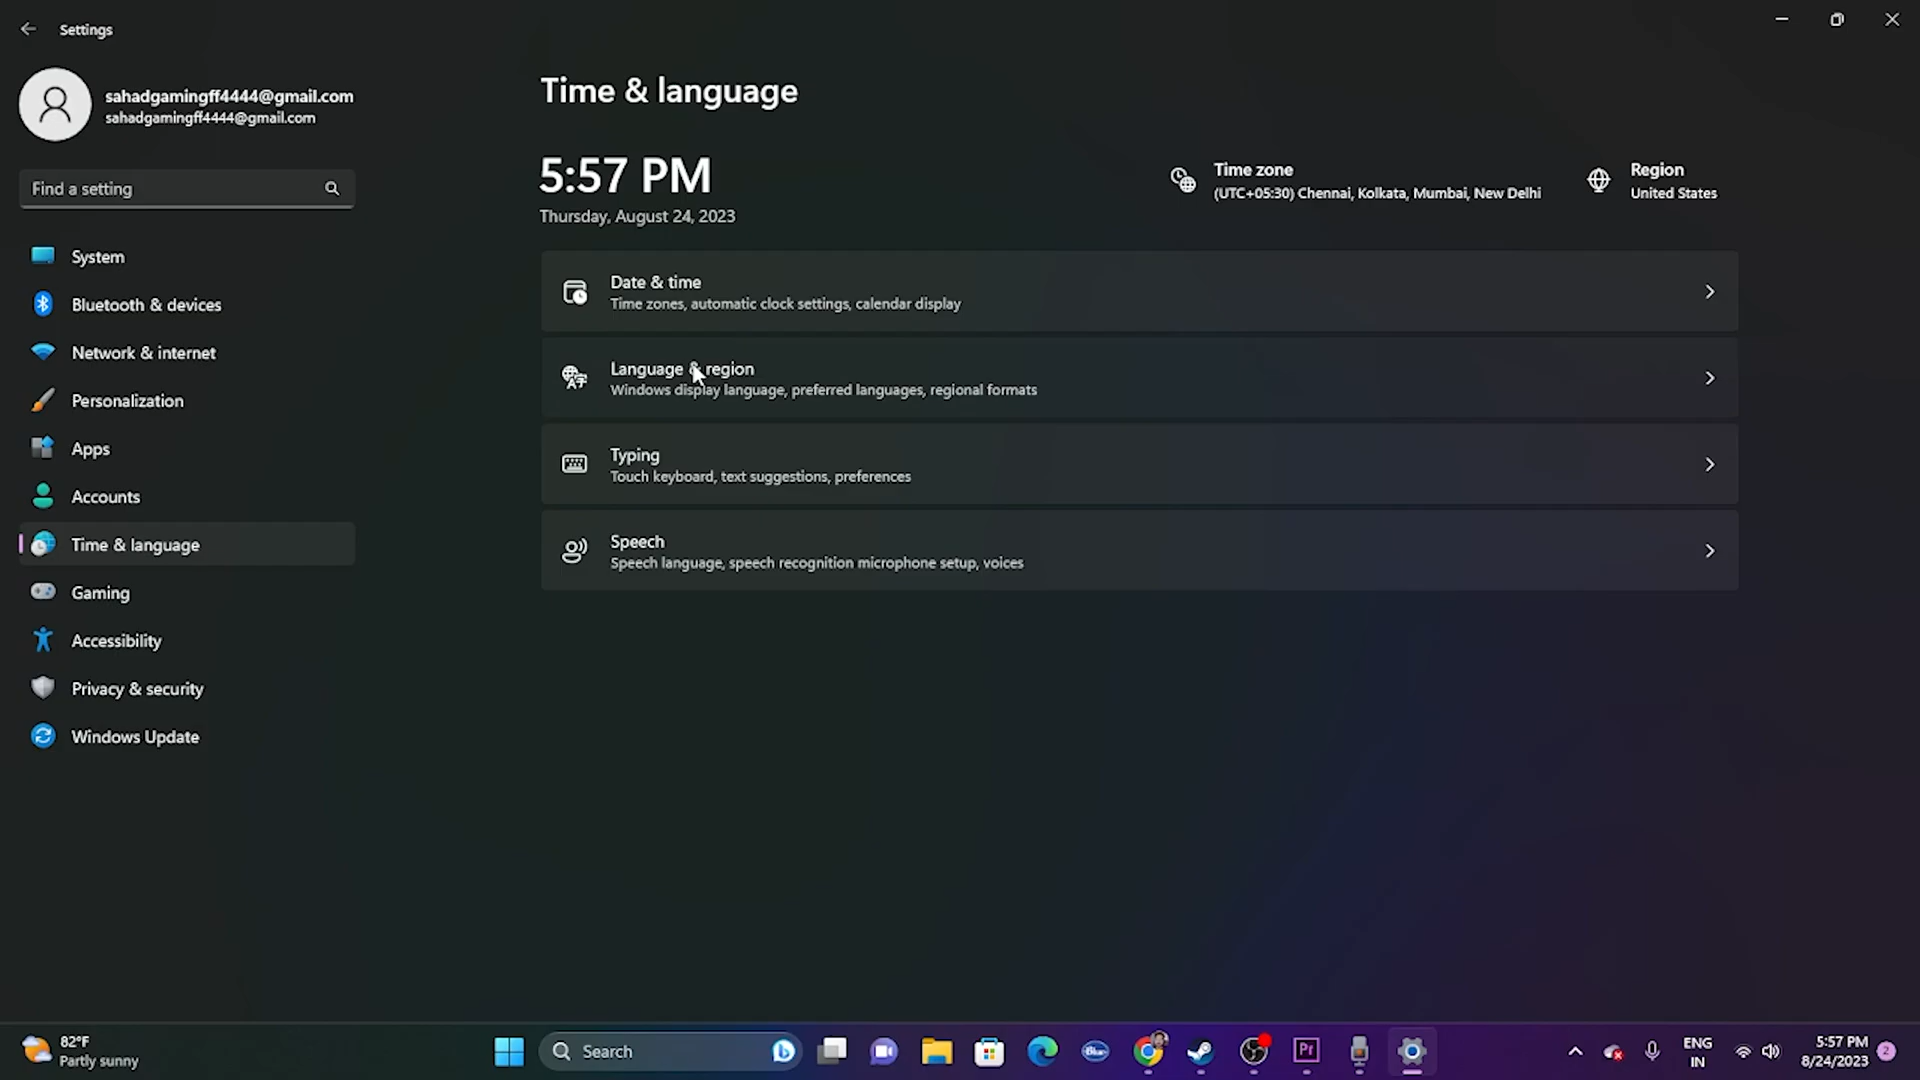 Settings
sahadgamingff4444@gmail.com
sahadgamingff4444@gmail.com
Find a setting
System
Bluetooth & devices
Network & internet
Personalization
Apps
Accounts
Time & language
Gaming
Accessibility
Privacy & security
Windows Update
Time & language
5:57 PM
Thursday, August 24, 2023
Time zone
(UTC+05:30) Chennai, Kolkata, Mumbai, New Delhi
Region
United States
Date & time
Time zones, automatic clock settings, calendar display
Language & region
Windows display language, preferred languages, regional formats
Typing
Touch keyboard, text suggestions, preferences
Speech
Speech language, speech recognition microphone setup, voices
82°F
Partly sunny
Search
Blue
Pr
ENG
IN
5:57 PM
8/24/2023
2